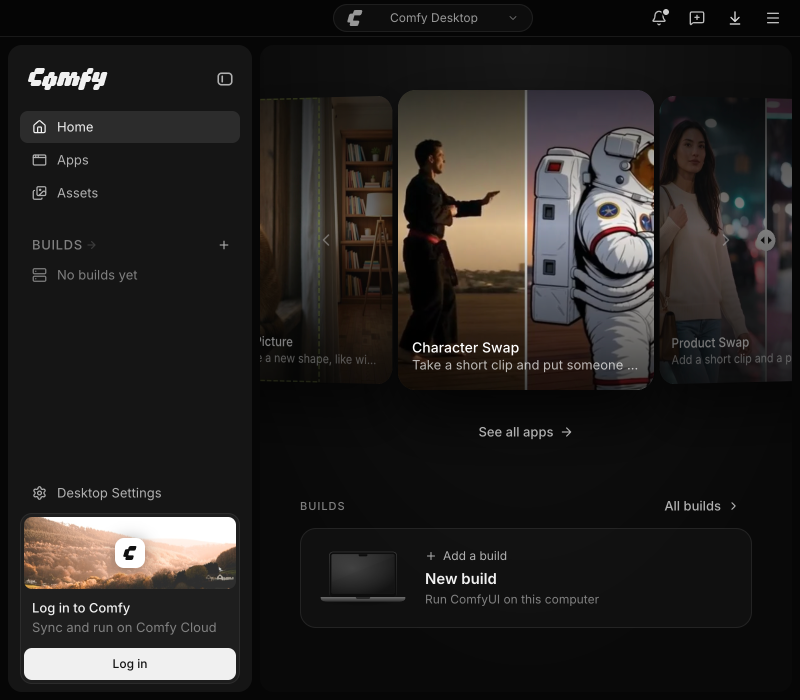 Comfy Desktop
Comfy
Home
Apps
Assets
BUILDS
No builds yet
Desktop Settings
Log in to Comfy
Sync and run on Comfy Cloud
Log in
Picture
e a new shape, like wi...
Character Swap
Take a short clip and put someone ...
Product Swap
Add a short clip and a p
See all apps
BUILDS
All builds
Add a build
New build
Run ComfyUI on this computer